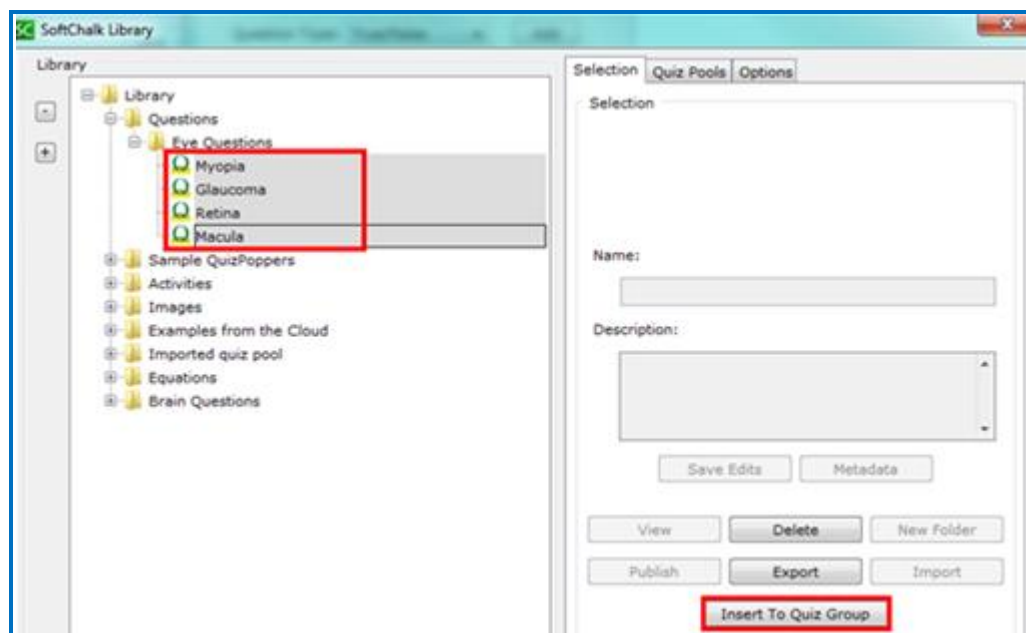 SC SoftChalk Library
Library
Library
Questions
Eye Questions
Myopia
Glaucoma
Retina
Macula
Sample QuizPoppers
Activities
Images
Examples from the Cloud
Imported quiz pool
Equations
Brain Questions
Selection Quiz Pools Options
Selection
Name:
Description:
Save Edits Metadata
View Delete New Folder
Publish Export Import
Insert To Quiz Group